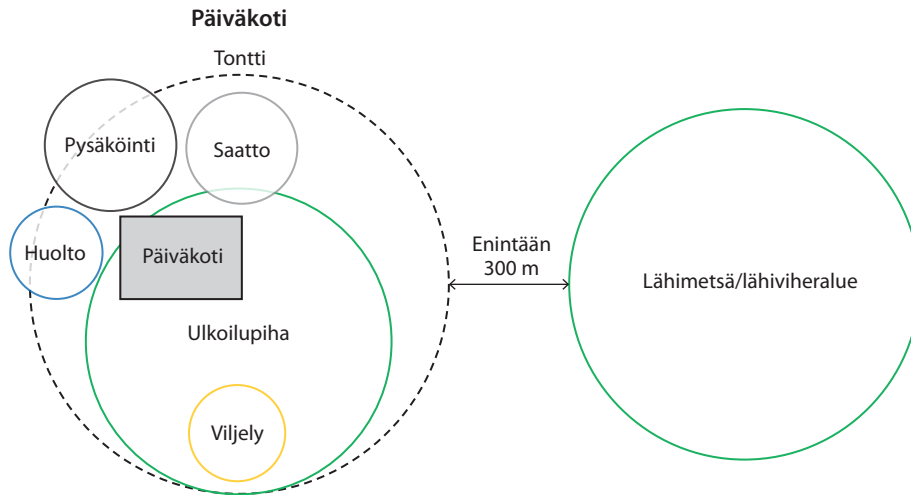 Päiväkoti
Tontti
Pysäköinti
Saatto
Huolto
Päiväkoti
Enintään
300 m
Lähimetsä/lähiviheralue
Ulkoilupiha
Viljely